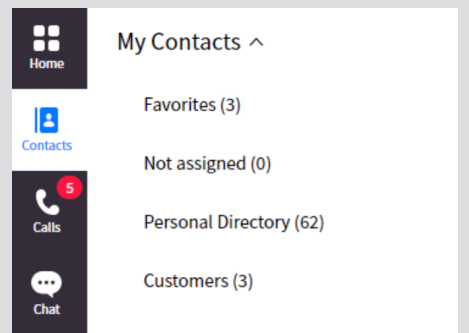 Home
Contacts
5
Calls
Chat
My Contacts
Favorites (3)
Not assigned (0)
Personal Directory (62)
Customers (3)